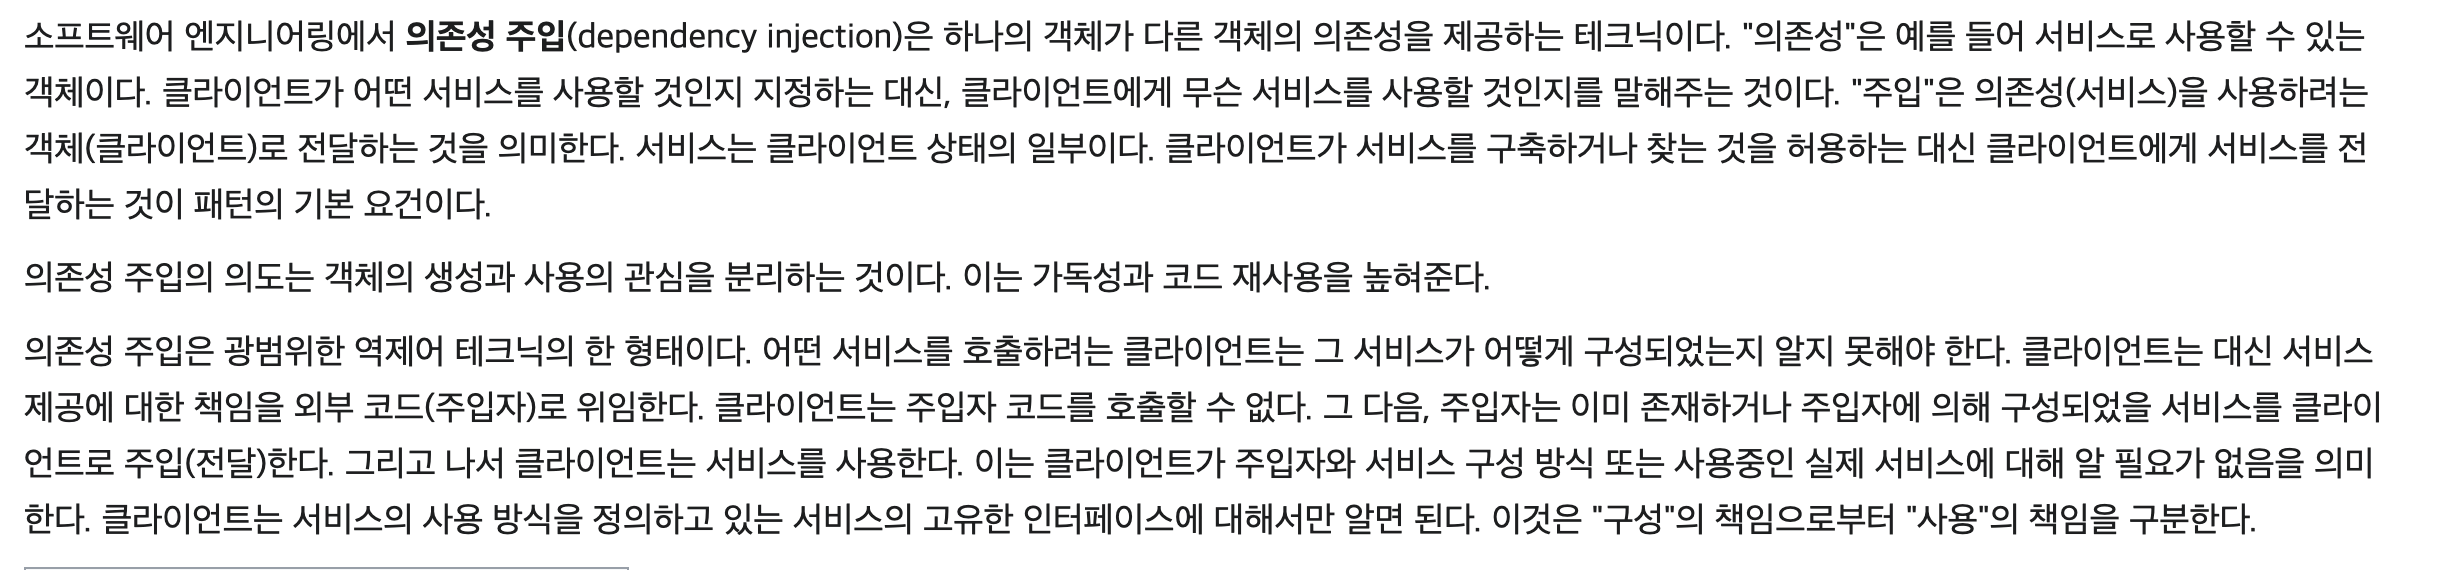 소프트웨어 엔지니어링에서 의존성 주입(dependency injection)은 하나의 객체가 다른 객체의 의존성을 제공하는 테크닉이다. "의존성"은 예를 들어 서비스로 사용할 수 있는
객체이다. 클라이언트가 어떤 서비스를 사용할 것인지 지정하는 대신, 클라이언트에게 무슨 서비스를 사용할 것인지를 말해주는 것이다. "주입"은 의존성(서비스)을 사용하려는
객체(클라이언트)로 전달하는 것을 의미한다. 서비스는 클라이언트 상태의 일부이다. 클라이언트가 서비스를 구축하거나 찾는 것을 허용하는 대신 클라이언트에게 서비스를 전
달하는 것이 패턴의 기본 요건이다.
의존성 주입의 의도는 객체의 생성과 사용의 관심을 분리하는 것이다. 이는 가독성과 코드 재사용을 높혀준다.
의존성 주입은 광범위한 역제어 테크닉의 한 형태이다. 어떤 서비스를 호출하려는 클라이언트는 그 서비스가 어떻게 구성되었는지 알지 못해야 한다. 클라이언트는 대신 서비스
제공에 대한 책임을 외부 코드(주입자)로 위임한다. 클라이언트는 주입자 코드를 호출할 수 없다. 그 다음, 주입자는 이미 존재하거나 주입자에 의해 구성되었을 서비스를 클라이
언트로 주입(전달)한다. 그리고 나서 클라이언트는 서비스를 사용한다. 이는 클라이언트가 주입자와 서비스 구성 방식 또는 사용중인 실제 서비스에 대해 알 필요가 없음을 의미
한다. 클라이언트는 서비스의 사용 방식을 정의하고 있는 서비스의 고유한 인터페이스에 대해서만 알면 된다. 이것은 "구성"의 책임으로부터 "사용"의 책임을 구분한다.